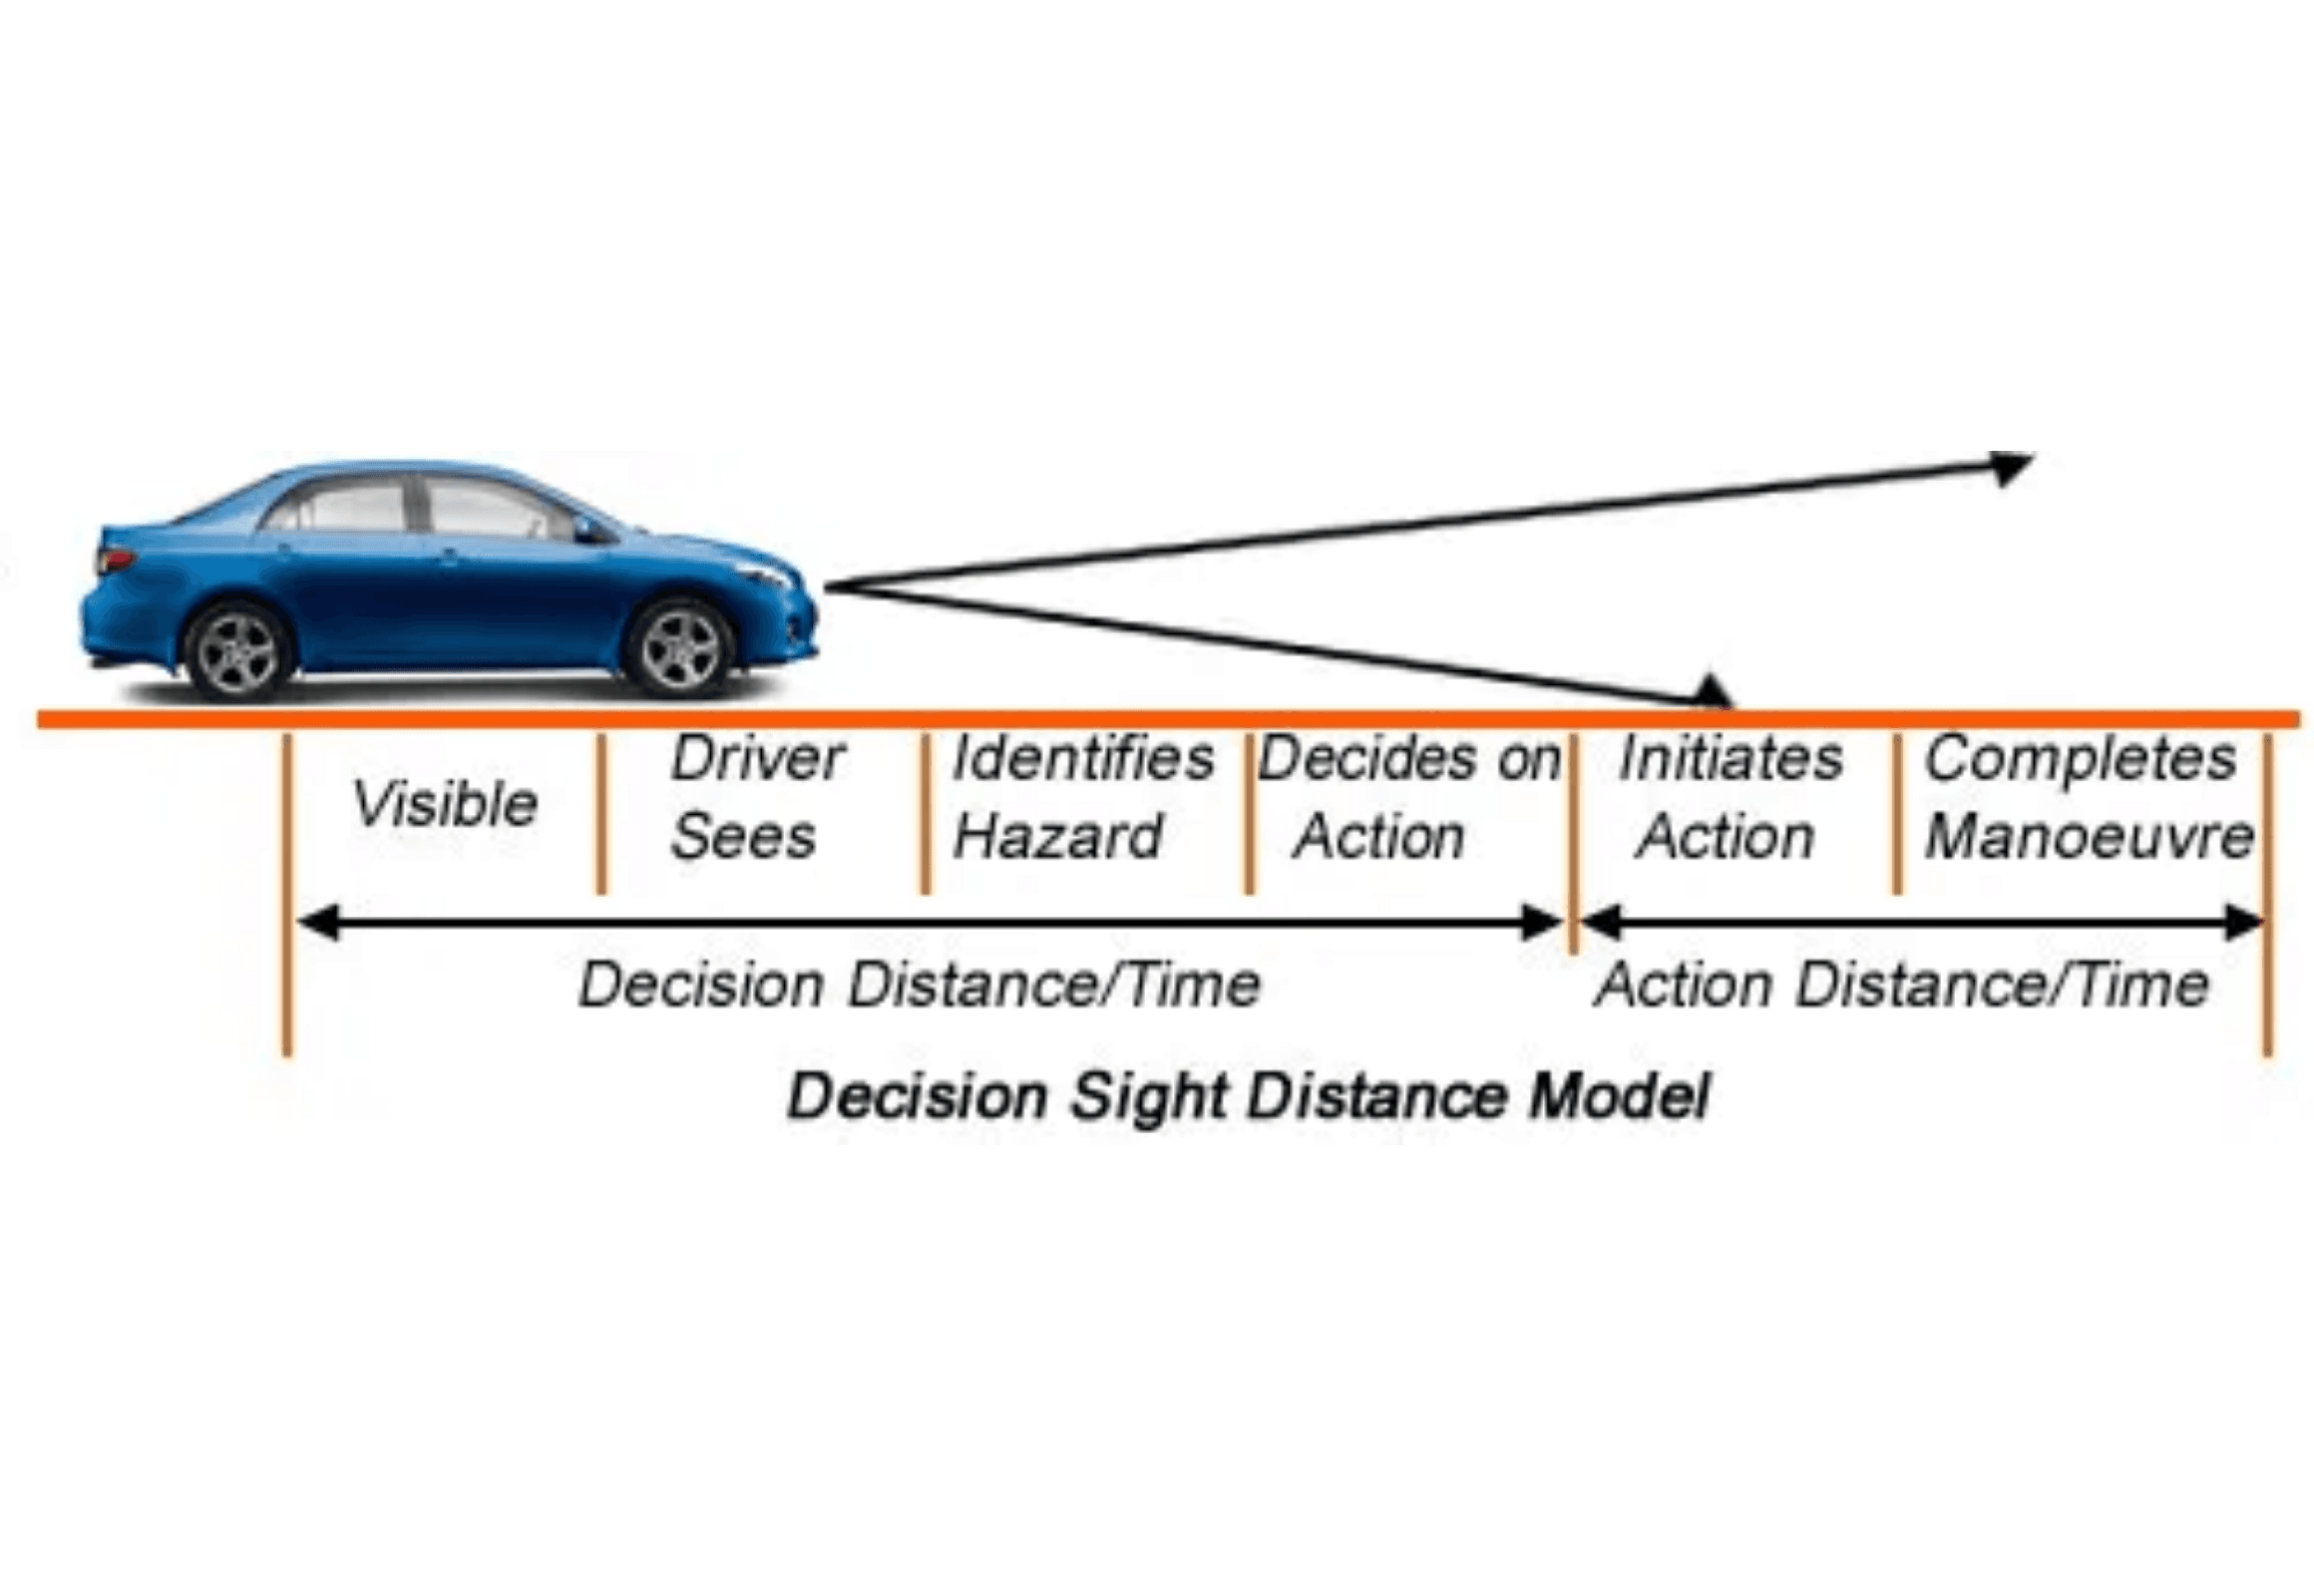 Visible
Driver
Sees
Identifies
Hazard
Decides on
Action
Initiates
Action
Completes
Manoeuvre
Decision Distance/Time
Action Distance/Time
Decision Sight Distance Model